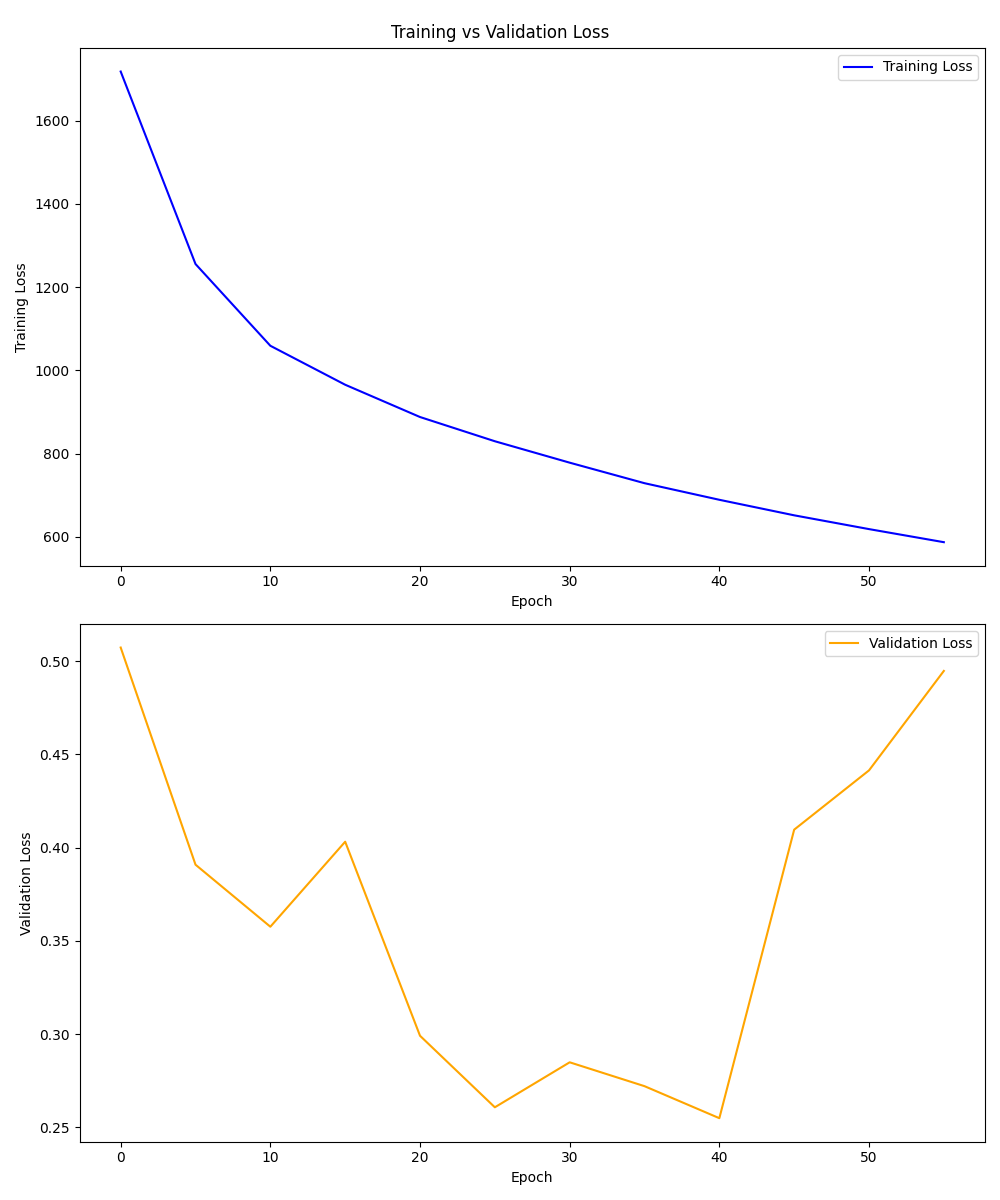 Training vs Validation Loss
Training Loss
1600
1400
1200
1000
800
600
Training Loss
0 10 20 30 40 50
Epoch
Validation Loss
0.50
0.45
0.40
0.35
0.30
0.25
Validation Loss
0 10 20 30 40 50
Epoch